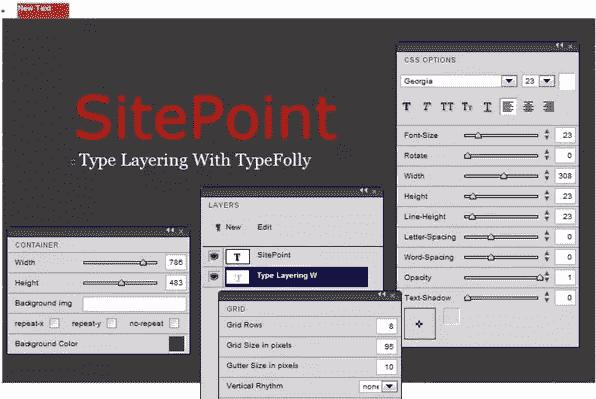 New Text
SitePoint
Type Layering With TypeFolly
CSS OPTIONS
Georgia
23
T T TT Tт T
Font-Size 23
Rotate 0
Width 308
Height 23
Line-Height 23
Letter-Spacing 0
Word-Spacing 0
Opacity 1
Text-Shadow 0
LAYERS
New Edit
T SitePoint
T Type Layering W
CONTAINER
Width 786
Height 483
Background img
repeat-x repeat-y no-repeat
Background Color
GRID
Grid Rows 8
Grid Size in pixels 95
Gutter Size in pixels 10
Vertical Rhythm none